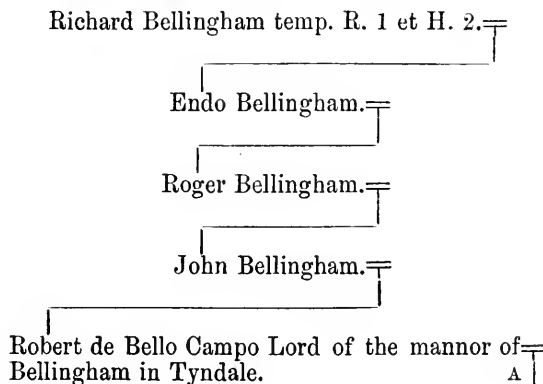 Richard Bellingham temp. R. 1 et H. 2.
Endo Bellingham.
Roger Bellingham.
John Bellingham.
Robert de Bello Campo Lord of the mannor of
Bellingham in Tyndale. A